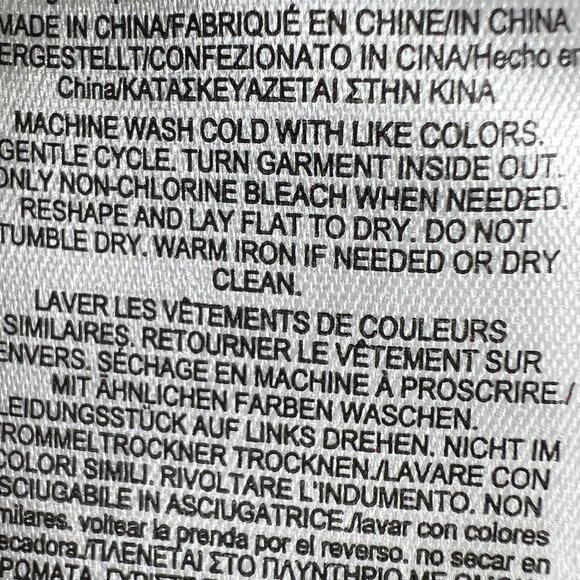 MADE IN CHINA/FABRIQUÉ EN CHINE/IN CHINA
ERGESTELLT/CONFEZIONATO IN CINA/Hecho en
China/ΚΑΤΑΣΚΕΥΑΖΕΤΑΙ ΣΤΗΝ ΚΙΝΑ
MACHINE WASH COLD WITH LIKE COLORS.
GENTLE CYCLE. TURN GARMENT INSIDE OUT.
ONLY NON-CHLORINE BLEACH WHEN NEEDED.
RESHAPE AND LAY FLAT TO DRY. DO NOT
TUMBLE DRY. WARM IRON IF NEEDED OR DRY
CLEAN.
LAVER LES VÊTEMENTS DE COULEURS
SIMILAIRES. RETOURNER LE VÊTEMENT SUR
ENVERS. SÉCHAGE EN MACHINE À PROSCRIRE./
MIT ÄHNLICHEN FARBEN WASCHEN.
LEIDUNGSSTÜCK AUF LINKS DREHEN. NICHT IM
TROMMELTROCKNER TROCKNEN./LAVARE CON
COLORI SIMILI. RIVOLTARE L'INDUMENTO. NON
SCIUGABILE IN ASCIUGATRICE./lavar con colores
milares. voltear la prenda por el reverso. no secar en
ecadora./ΠΛΕΝΕΤΑΙ ΣΤΟ ΠΛΥΝΤΗΡΙΟ ΜΕ